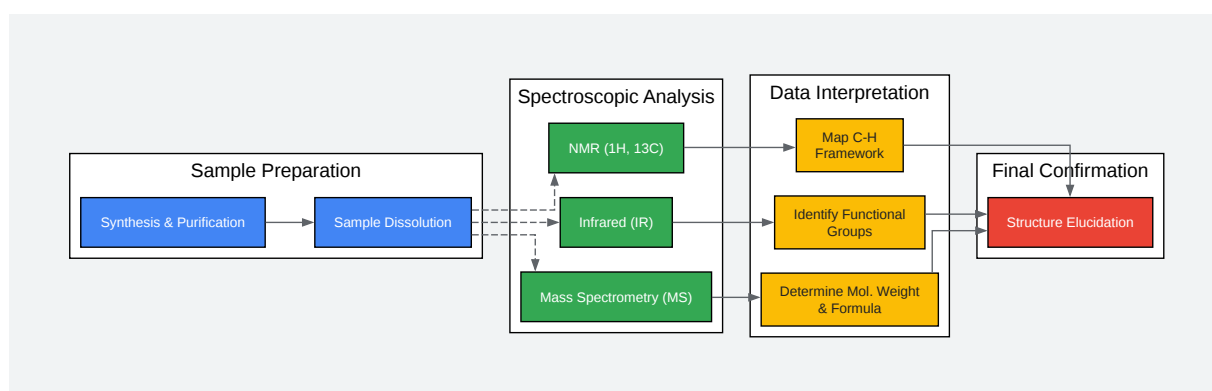 Sample Preparation
Synthesis & Purification
Sample Dissolution
Spectroscopic Analysis
NMR (1H, 13C)
Infrared (IR)
Mass Spectrometry (MS)
Data Interpretation
Map C-H
Framework
Identify Functional
Groups
Determine Mol. Weight
& Formula
Final Confirmation
Structure Elucidation